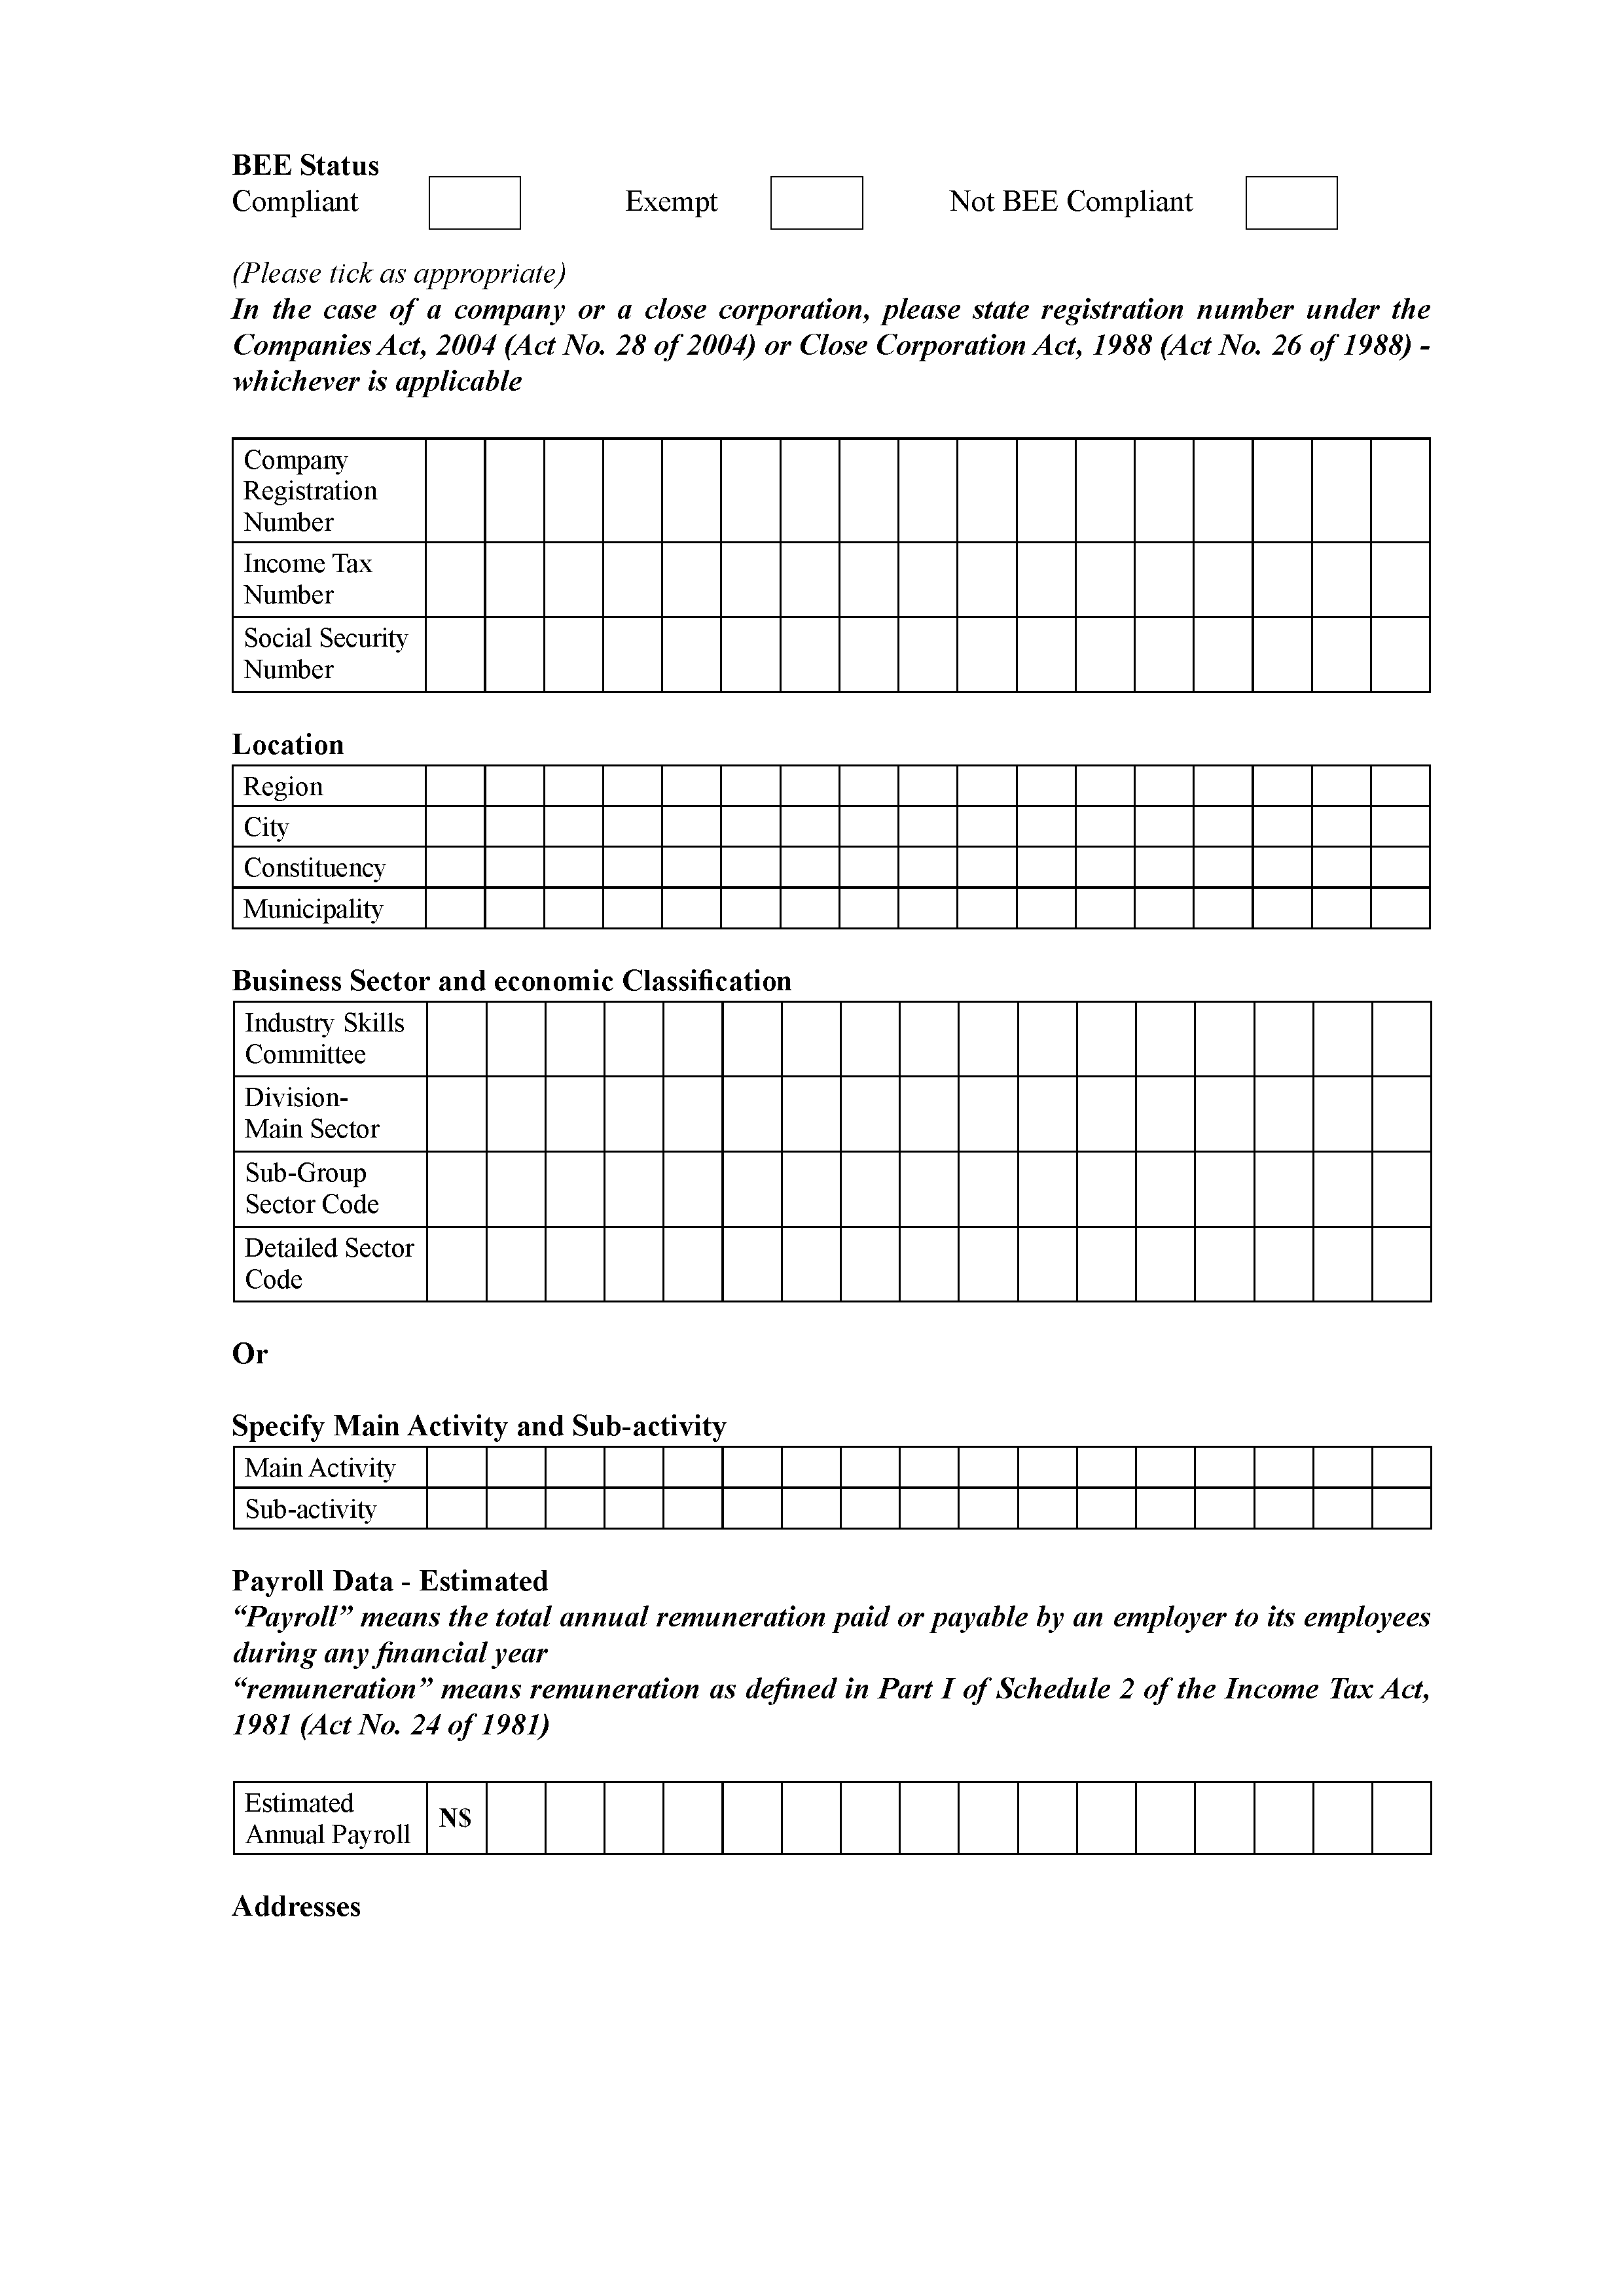 BEE Status
Compliant Exempt Not BEE Compliant
(Please tick as appropriate)
In the case of a company or a close corporation, please state registration number under the
Companies Act, 2004 (Act No. 28 of 2004) or Close Corporation Act, 1988 (Act No. 26 of 1988) -
whichever is applicable
Company
Registration
Number
Income Tax
Number
Social Security
Number
Location
Region
City
Constituency
Municipality
Business Sector and economic Classification
Industry Skills
Committee
Division-
Main Sector
Sub-Group
Sector Code
Detailed Sector
Code
Or
Specify Main Activity and Sub-activity
Main Activity
Sub-activity
Payroll Data - Estimated
“Payroll” means the total annual remuneration paid or payable by an employer to its employees
during any financial year
“remuneration” means remuneration as defined in Part I of Schedule 2 of the Income Tax Act,
1981 (Act No. 24 of 1981)
Estimated
Annual Payroll N$
Addresses